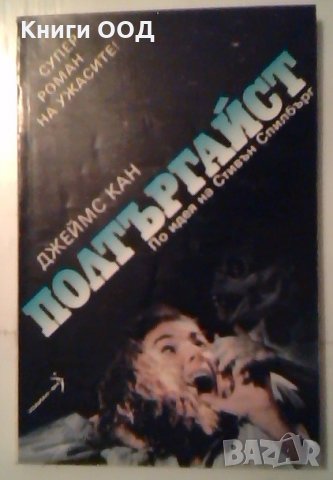 Книги ООД
СУПЕР
РОМАН
НА УЖАСИТЕ!
ДЖЕЙМС КАН
ПОЛТЪРГАЙСТ
По идея на Стивън Спилбърг
BAZAR